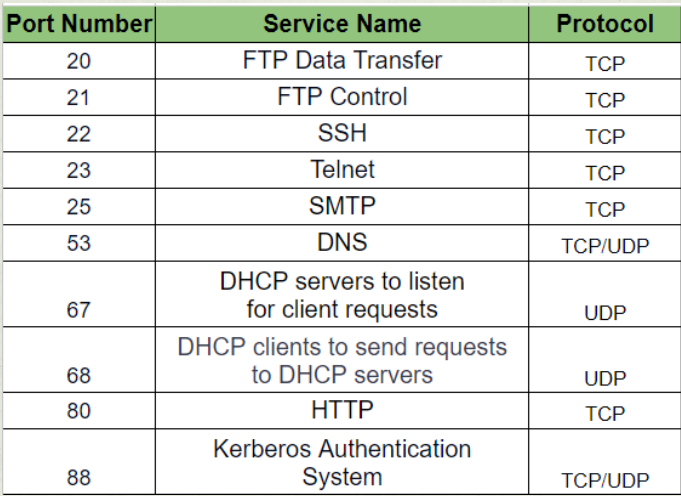 Port Number Service Name Protocol
20 FTP Data Transfer TCP
21 FTP Control TCP
22 SSH TCP
23 Telnet TCP
25 SMTP TCP
53 DNS TCP/UDP
DHCP servers to listen
67 for client requests UDP
DHCP clients to send requests
68 to DHCP servers UDP
80 HTTP TCP
Kerberos Authentication
88 System TCP/UDP